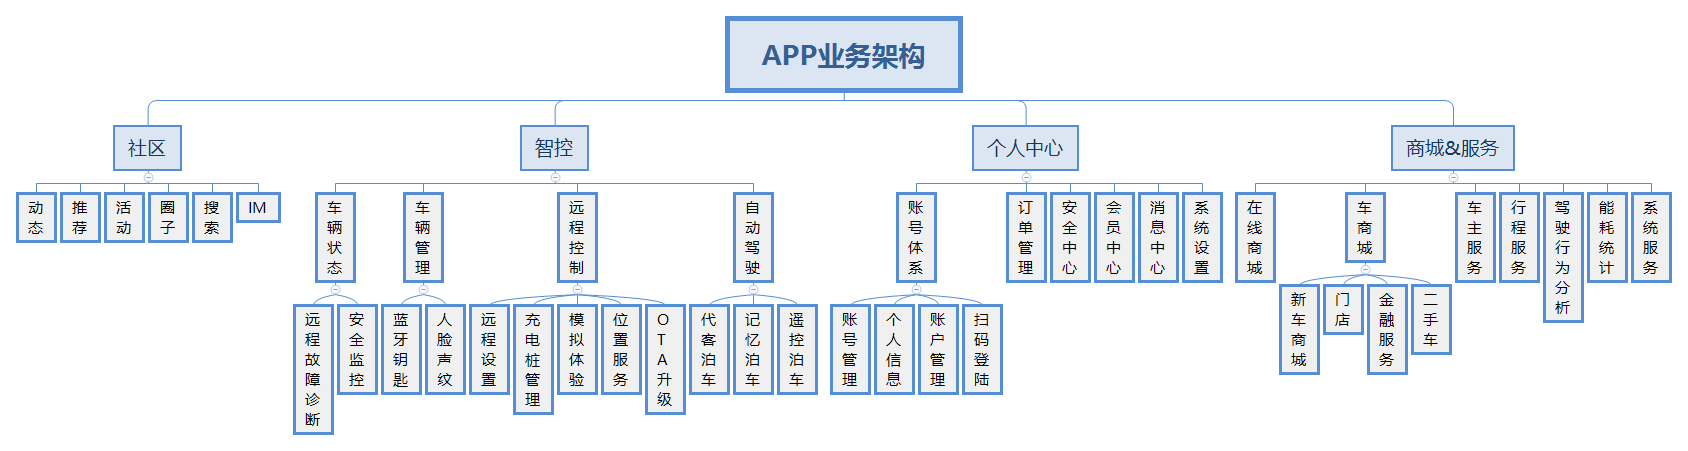 APP业务架构
社区
智控
个人中心
商城&服务
动态
推荐
活动
圈子
搜索
IM
车辆状态
车辆管理
远程控制
自动驾驶
账号体系
订单管理
安全中心
会员中心
消息中心
系统设置
在线商城
车商城
车主服务
行程服务
驾驶行为分析
能耗统计
系统服务
远程故障诊断
安全监控
蓝牙钥匙
人脸声纹
远程设置
充电桩管理
模拟体验
位置服务
OTA升级
代客泊车
记忆泊车
遥控泊车
账号管理
个人信息
账户管理
扫码登陆
新车商城
门店
金融服务
二手车